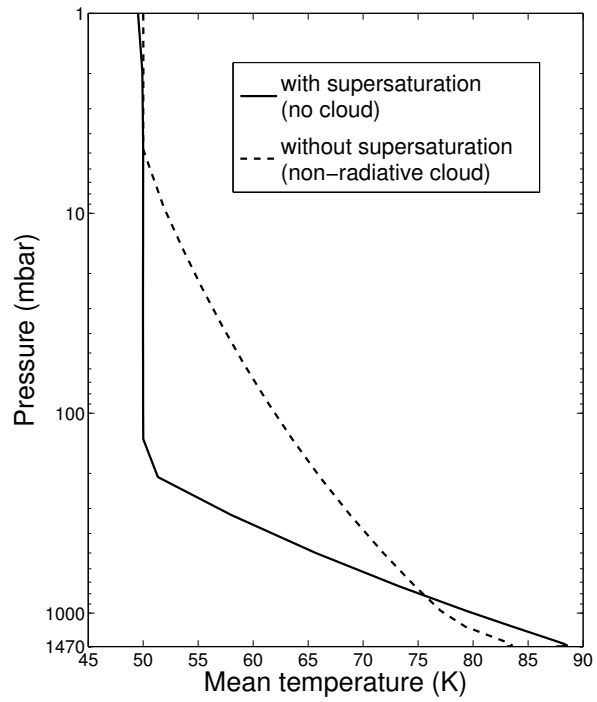 1
10
100
1000
1470
Pressure (mbar)
with supersaturation
(no cloud)
without supersaturation
(non−radiative cloud)
45 50 55 60 65 70 75 80 85 90
Mean temperature (K)